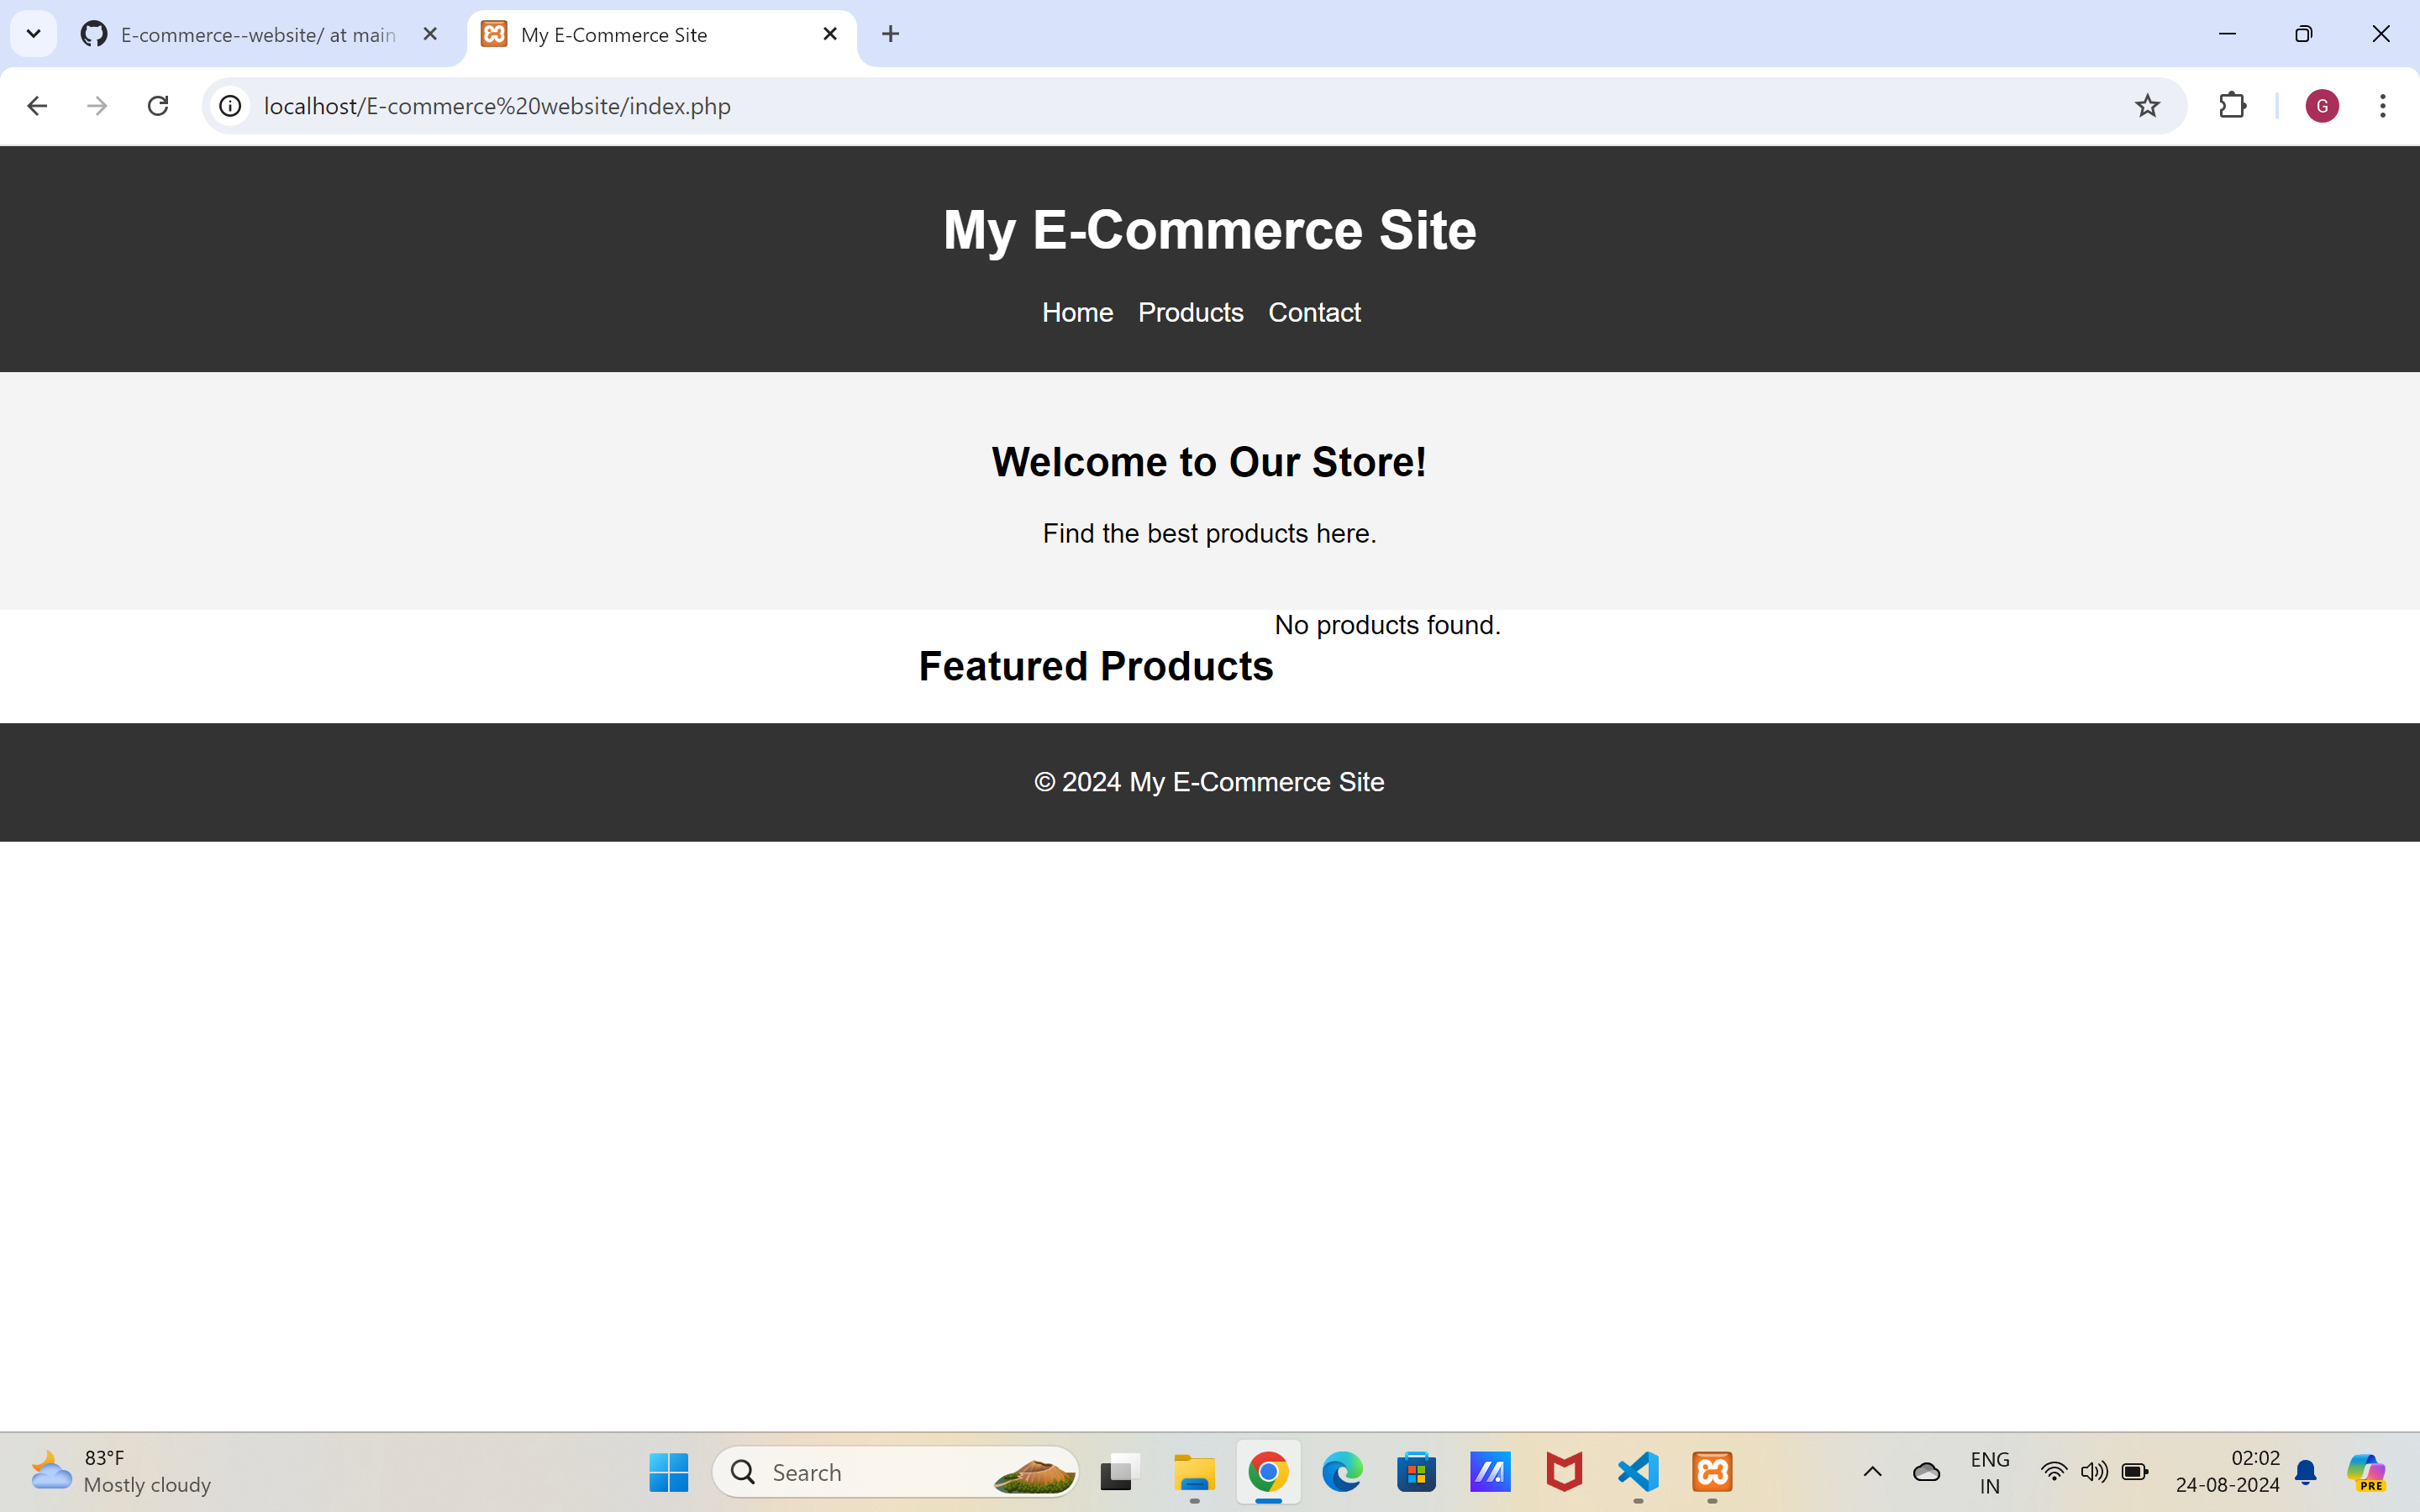 E-commerce--website/ at main
My E-Commerce Site
localhost/E-commerce%20website/index.php
G
My E-Commerce Site
Home Products Contact
Welcome to Our Store!
Find the best products here.
No products found.
Featured Products
© 2024 My E-Commerce Site
83°F
Mostly cloudy
Search
ENG
IN
02:02
24-08-2024
PRE